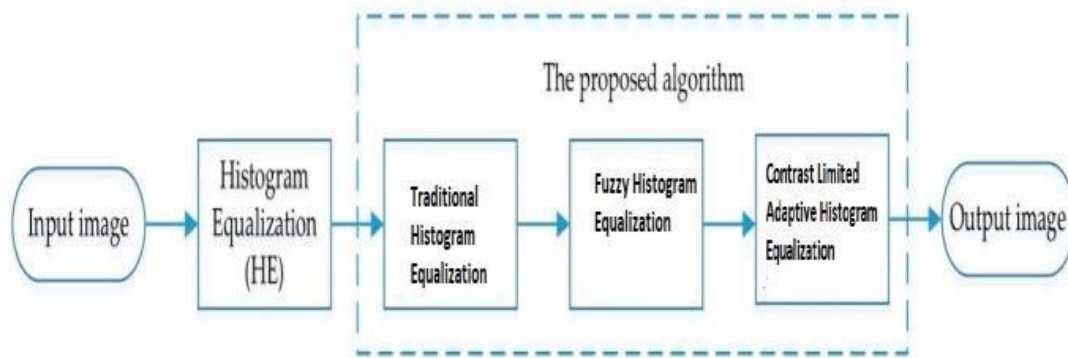 The proposed algorithm
Input image
Histogram
Equalization
(HE)
Traditional
Histogram
Equalization
Fuzzy Histogram
Equalization
Contrast Limited
Adaptive Histogram
Equalization
Output image